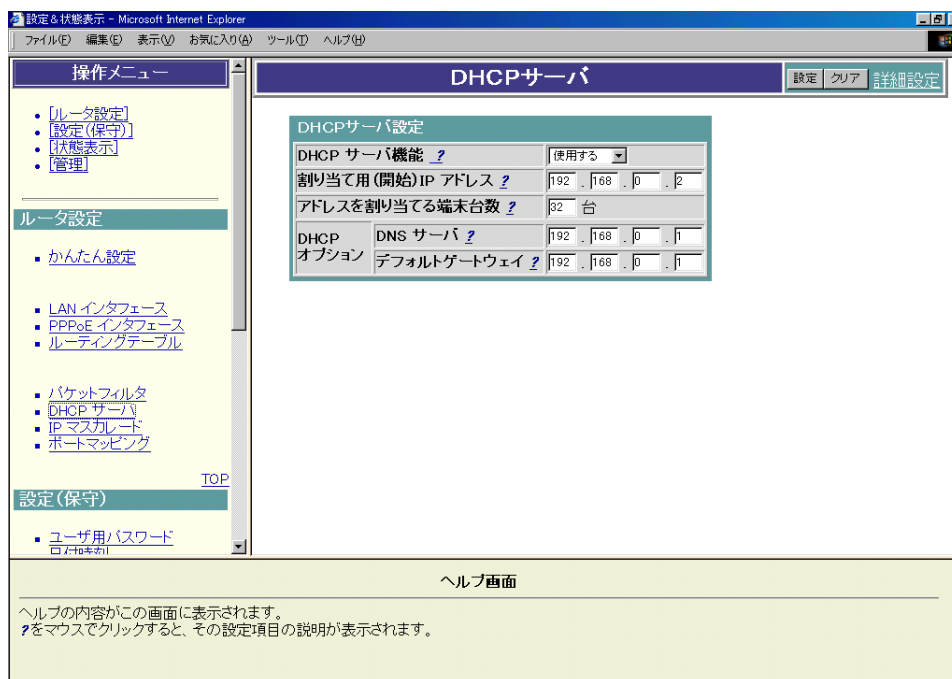 設定&状態表示 - Microsoft Internet Explorer
ファイル(F) 編集(E) 表示(V) お気に入り(A) ツール(T) ヘルプ(H)
操作メニュー
[ルータ設定]
[設定(保守)]
[状態表示]
[管理]
ルータ設定
かんたん設定
LAN インタフェース
PPPoE インタフェース
ルーティングテーブル
パケットフィルタ
DHCP サーバ
IP マスカレード
ポートマッピング
TOP
設定(保守)
ユーザ用パスワード
日付時刻
DHCPサーバ
設定 クリア 詳細設定
DHCPサーバ設定
DHCP サーバ機能 ? 使用する
割り当て用(開始)IP アドレス ? 192 . 168 . 0 . 2
アドレスを割り当てる端末台数 ? 32 台
DHCP オプション
DNS サーバ ? 192 . 168 . 0 . 1
デフォルトゲートウェイ ? 192 . 168 . 0 . 1
ヘルプ画面
ヘルプの内容がこの画面に表示されます。
?をマウスでクリックすると、その設定項目の説明が表示されます。